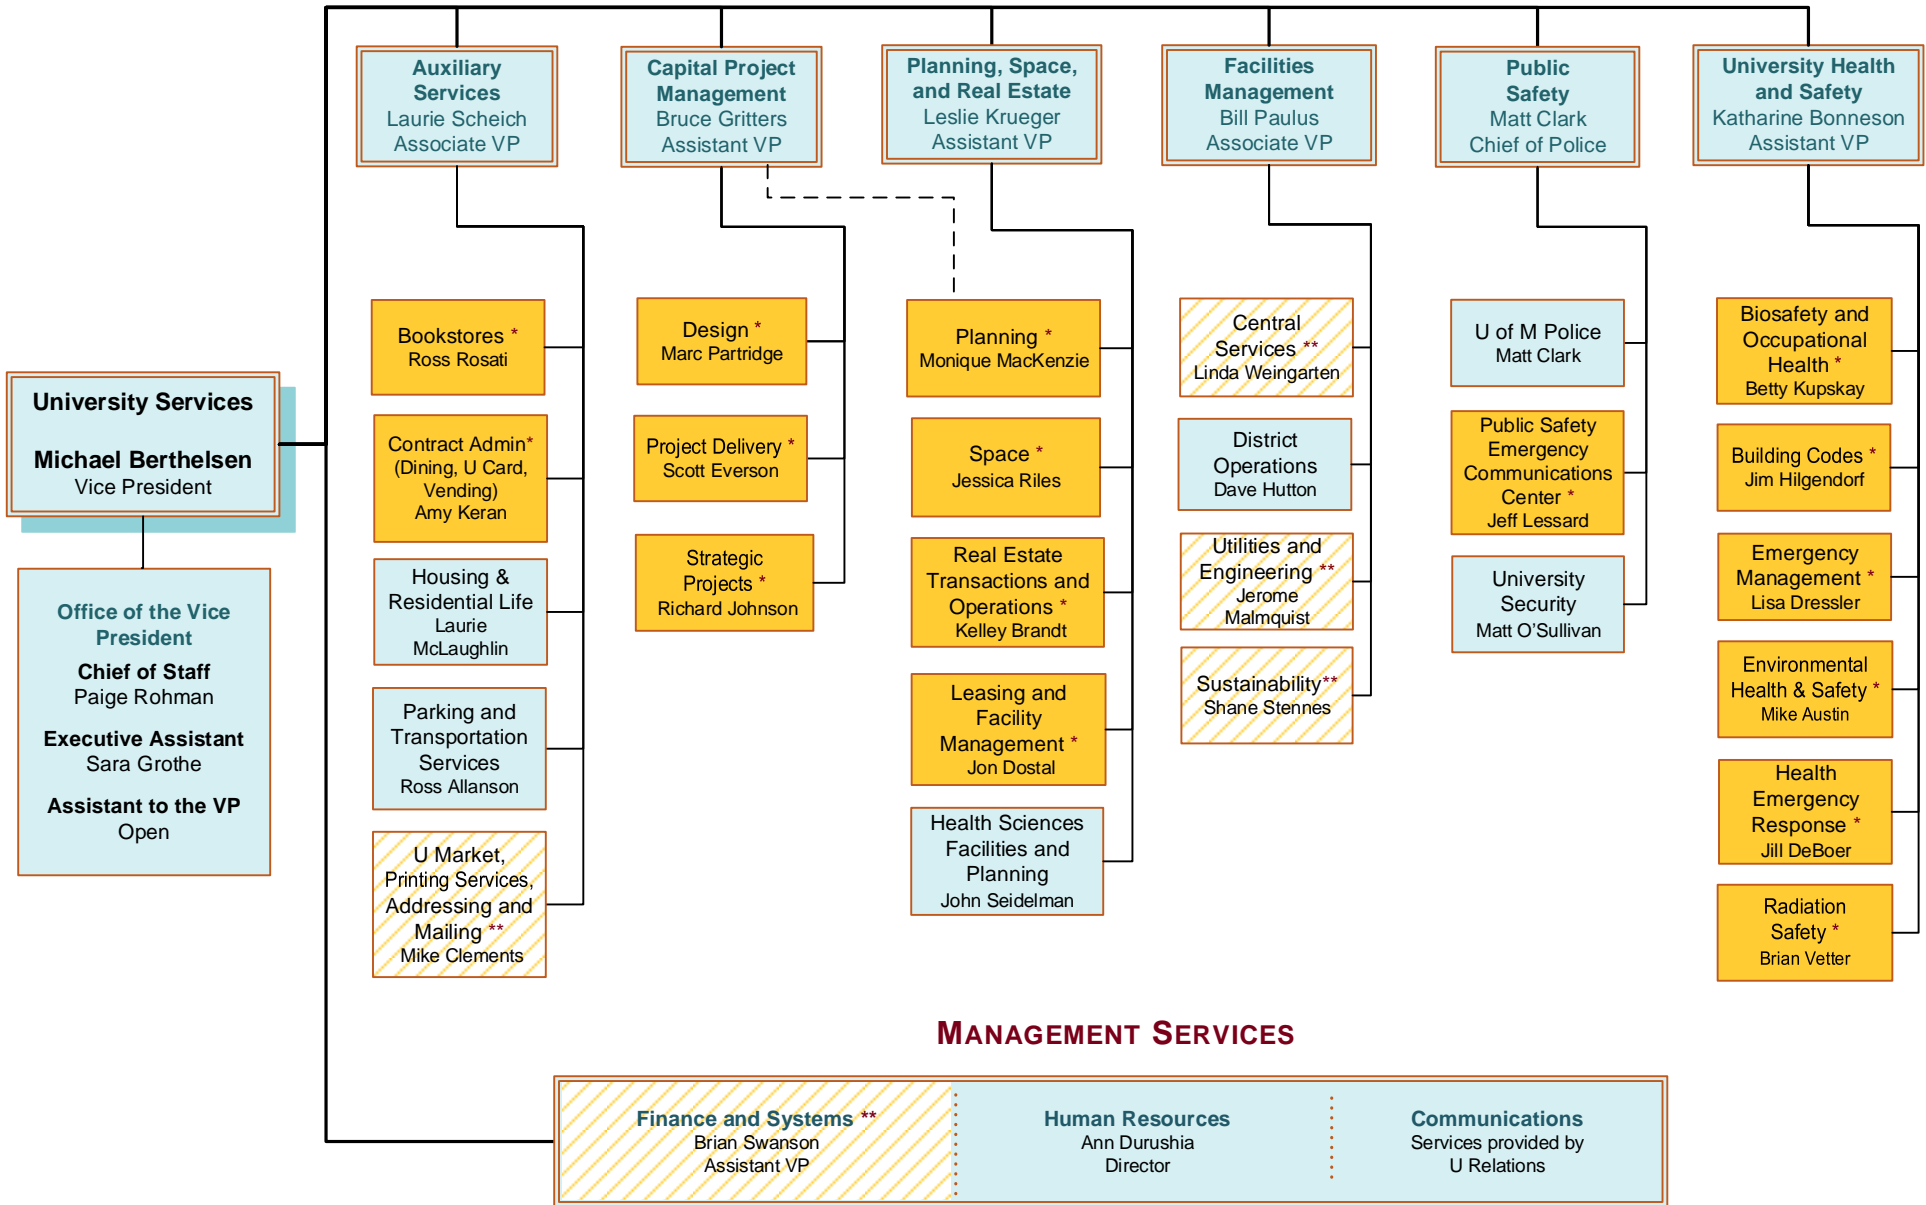 Auxiliary
Services
Laurie Scheich
Associate VP
Capital Project
Management
Bruce Gritters
Assistant VP
Planning, Space,
and Real Estate
Leslie Krueger
Assistant VP
Facilities
Management
Bill Paulus
Associate VP
Public
Safety
Matt Clark
Chief of Police
University Health
and Safety
Katharine Bonneson
Assistant VP
University Services
Michael Berthelsen
Vice President
Office of the Vice
President
Chief of Staff
Paige Rohman
Executive Assistant
Sara Grothe
Assistant to the VP
Open
Bookstores *
Ross Rosati
Contract Admin*
(Dining, U Card,
Vending)
Amy Keran
Housing &
Residential Life
Laurie
McLaughlin
Parking and
Transportation
Services
Ross Allanson
U Market,
Printing Services,
Addressing and
Mailing **
Mike Clements
Design *
Marc Partridge
Project Delivery *
Scott Everson
Strategic
Projects *
Richard Johnson
Planning *
Monique MacKenzie
Space *
Jessica Riles
Real Estate
Transactions and
Operations *
Kelley Brandt
Leasing and
Facility
Management *
Jon Dostal
Health Sciences
Facilities and
Planning
John Seidelman
Central
Services **
Linda Weingarten
District
Operations
Dave Hutton
Utilities and
Engineering **
Jerome
Malmquist
Sustainability**
Shane Stennes
U of M Police
Matt Clark
Public Safety
Emergency
Communications
Center *
Jeff Lessard
University
Security
Matt O'Sullivan
Biosafety and
Occupational
Health *
Betty Kupskay
Building Codes *
Jim Hilgendorf
Emergency
Management *
Lisa Dressler
Environmental
Health & Safety *
Mike Austin
Health
Emergency
Response *
Jill DeBoer
Radiation
Safety *
Brian Vetter
MANAGEMENT SERVICES
Finance and Systems **
Brian Swanson
Assistant VP
Human Resources
Ann Durushia
Director
Communications
Services provided by
U Relations